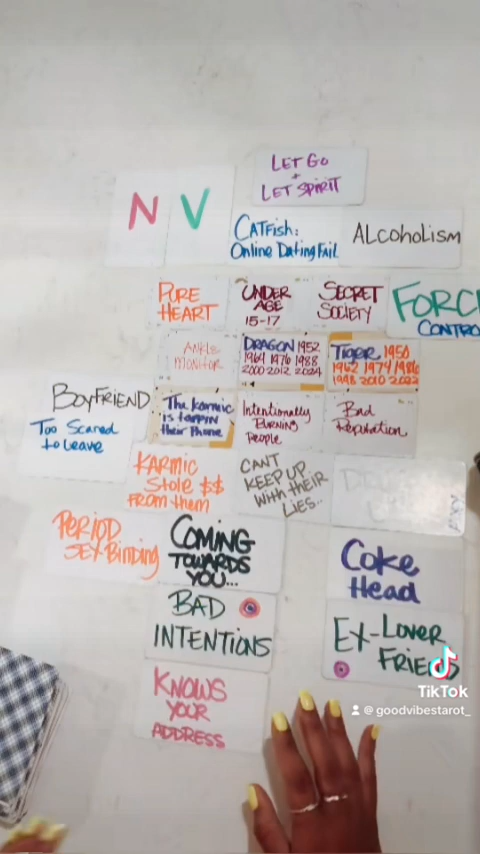 LET GO
+
LET SPIRIT
N V
CATFISH:
Online Dating Fail
ALCOHOLISM
PURE
HEART
UNDER
AGE
15-17
SECRET
SOCIETY
FORC
CONTRO
ANKLE
MONITOR
DRAGON 1952
1964 1976 1988
2000 2012 2024
Tiger, 1950
1962 1974 1986
1998 2010 2022
BOYFRIEND
Too Scared
to Leave
The Karmic
is tappin
their Phone
Intentionally
Burning
People
Bad
Reputation
KARMIC
Stole $$
FROM them
CANT
KEEP UP
WITH THEIR
LIES...
PERIOD
SEX Binding
COMING
TOWARDS
YOU...
Coke
Head
BAD
INTENTIONS
EX-LOVER
FRIE
KNOWS
YOUR
ADDRESS
TikTok
@goodvibestarot_